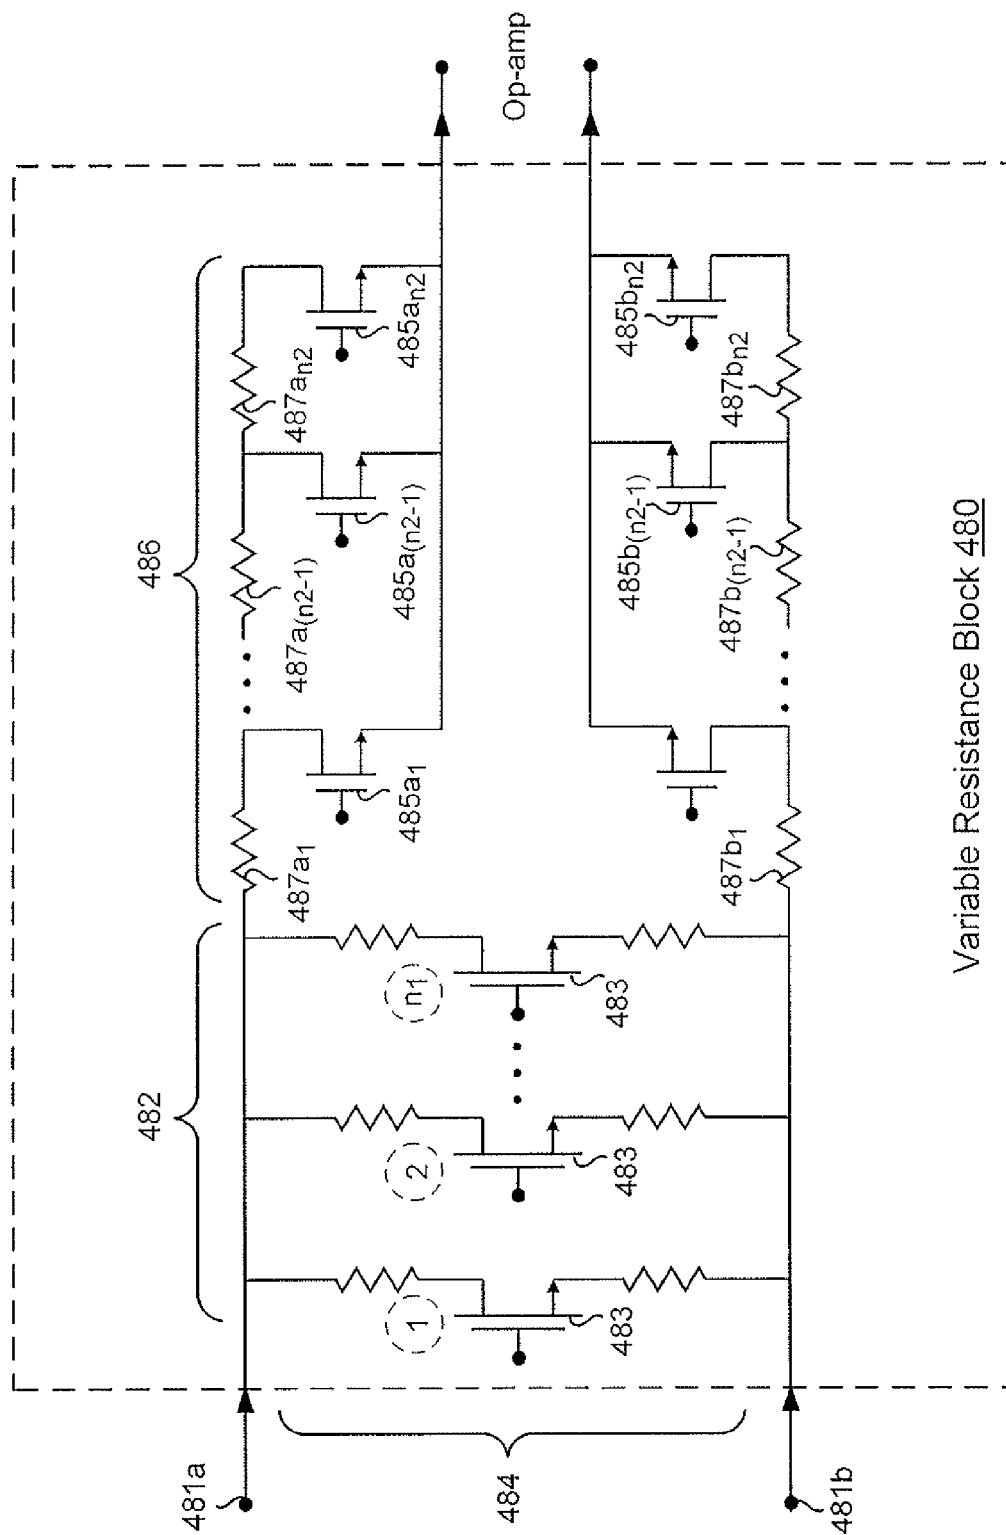 481a
481b
484
482
486
1
2
n1
483
483
483
487a1
487a(n2-1)
487an2
485a1
485a(n2-1)
485an2
485b(n2-1)
485bn2
487b1
487b(n2-1)
487bn2
Op-amp
Variable Resistance Block 480